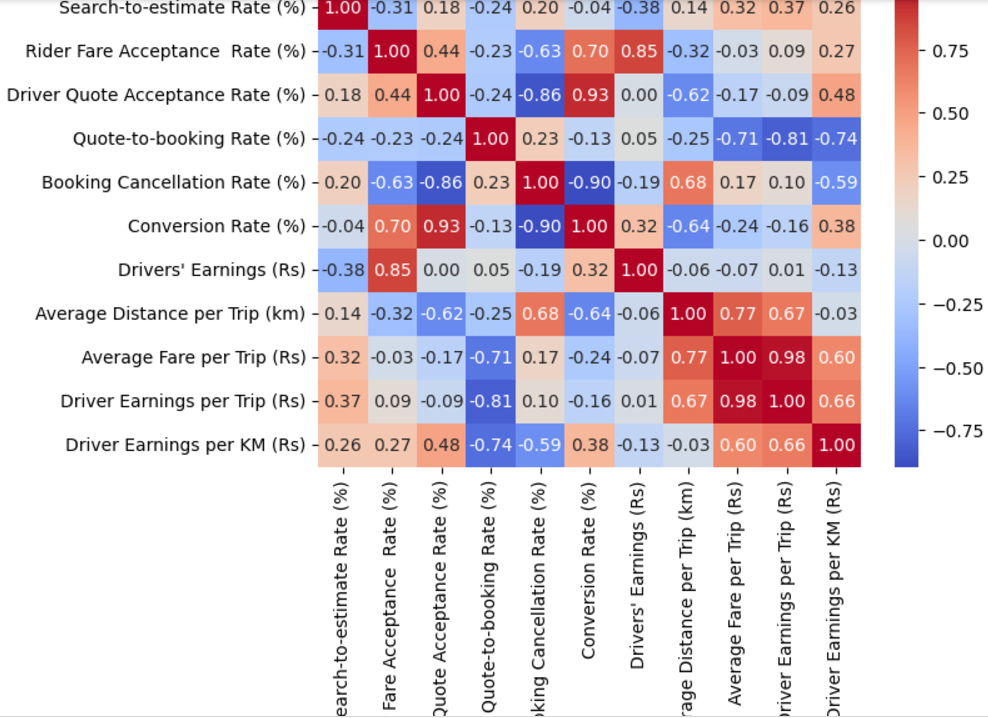 Search-to-estimate Rate (%) 1.00 -0.31 0.18 -0.24 0.20 -0.04 -0.38 0.14 0.32 0.37 0.26
Rider Fare Acceptance  Rate (%) -0.31 1.00 0.44 -0.23 -0.63 0.70 0.85 -0.32 -0.03 0.09 0.27
Driver Quote Acceptance Rate (%) 0.18 0.44 1.00 -0.24 -0.86 0.93 0.00 -0.62 -0.17 -0.09 0.48
Quote-to-booking Rate (%) -0.24 -0.23 -0.24 1.00 0.23 -0.13 0.05 -0.25 -0.71 -0.81 -0.74
Booking Cancellation Rate (%) 0.20 -0.63 -0.86 0.23 1.00 -0.90 -0.19 0.68 0.17 0.10 -0.59
Conversion Rate (%) -0.04 0.70 0.93 -0.13 -0.90 1.00 0.32 -0.64 -0.24 -0.16 0.38
Drivers' Earnings (Rs) -0.38 0.85 0.00 0.05 -0.19 0.32 1.00 -0.06 -0.07 0.01 -0.13
Average Distance per Trip (km) 0.14 -0.32 -0.62 -0.25 0.68 -0.64 -0.06 1.00 0.77 0.67 -0.03
Average Fare per Trip (Rs) 0.32 -0.03 -0.17 -0.71 0.17 -0.24 -0.07 0.77 1.00 0.98 0.60
Driver Earnings per Trip (Rs) 0.37 0.09 -0.09 -0.81 0.10 -0.16 0.01 0.67 0.98 1.00 0.66
Driver Earnings per KM (Rs) 0.26 0.27 0.48 -0.74 -0.59 0.38 -0.13 -0.03 0.60 0.66 1.00
earch-to-estimate Rate (%)
Fare Acceptance  Rate (%)
Quote Acceptance Rate (%)
Quote-to-booking Rate (%)
oking Cancellation Rate (%)
Conversion Rate (%)
Drivers' Earnings (Rs)
rage Distance per Trip (km)
Average Fare per Trip (Rs)
river Earnings per Trip (Rs)
Driver Earnings per KM (Rs)
0.75
0.50
0.25
0.00
−0.25
−0.50
−0.75